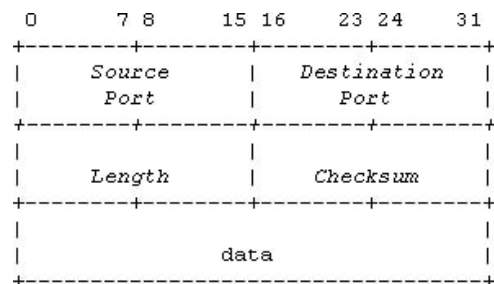 0 7 8 15 16 23 24 31
+--------+--------+--------+--------+
| Source | Destination |
| Port | Port |
+--------+--------+--------+--------+
| | |
| Length | Checksum |
+--------+--------+--------+--------+
| |
| data |
+-----------------------------------+